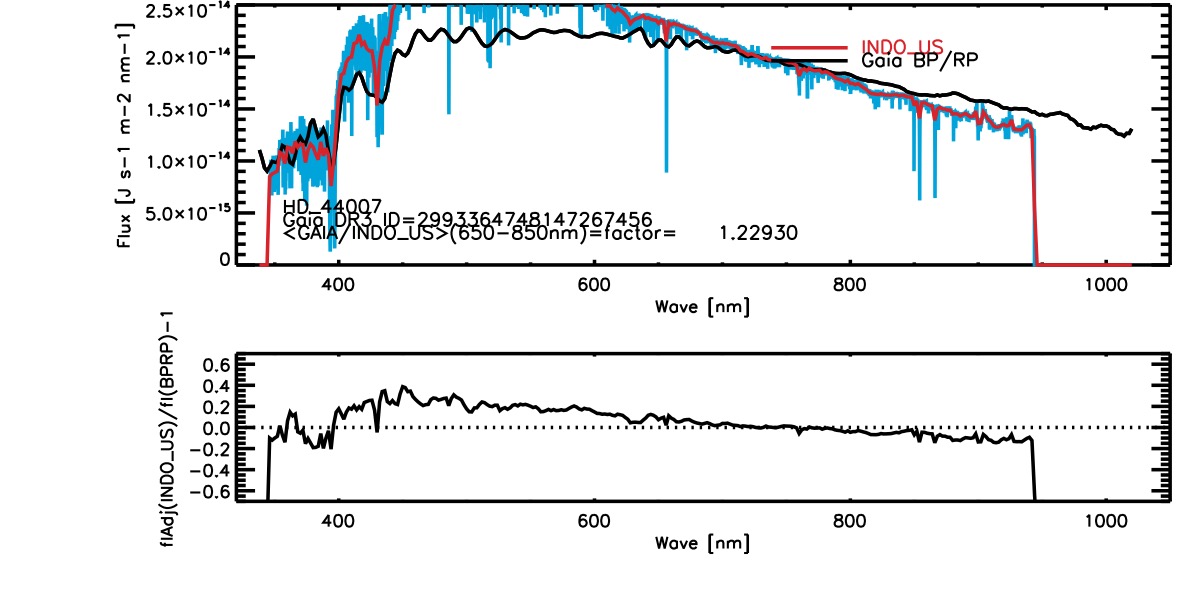 2.5×10⁻¹⁴
2.0×10⁻¹⁴
1.5×10⁻¹⁴
1.0×10⁻¹⁴
5.0×10⁻¹⁵
0
Flux [J s-1 m-2 nm-1]
INDO_US
Gaia BP/RP
HD_44007
Gaia DR3 ID=2993364748147267456
<GAIA/INDO_US>(650-850nm)=factor= 1.22930
400 600 800 1000
Wave [nm]
0.6
0.4
0.2
0.0
-0.2
-0.4
-0.6
flAdj(INDO_US)/fl(BPRP)-1
400 600 800 1000
Wave [nm]